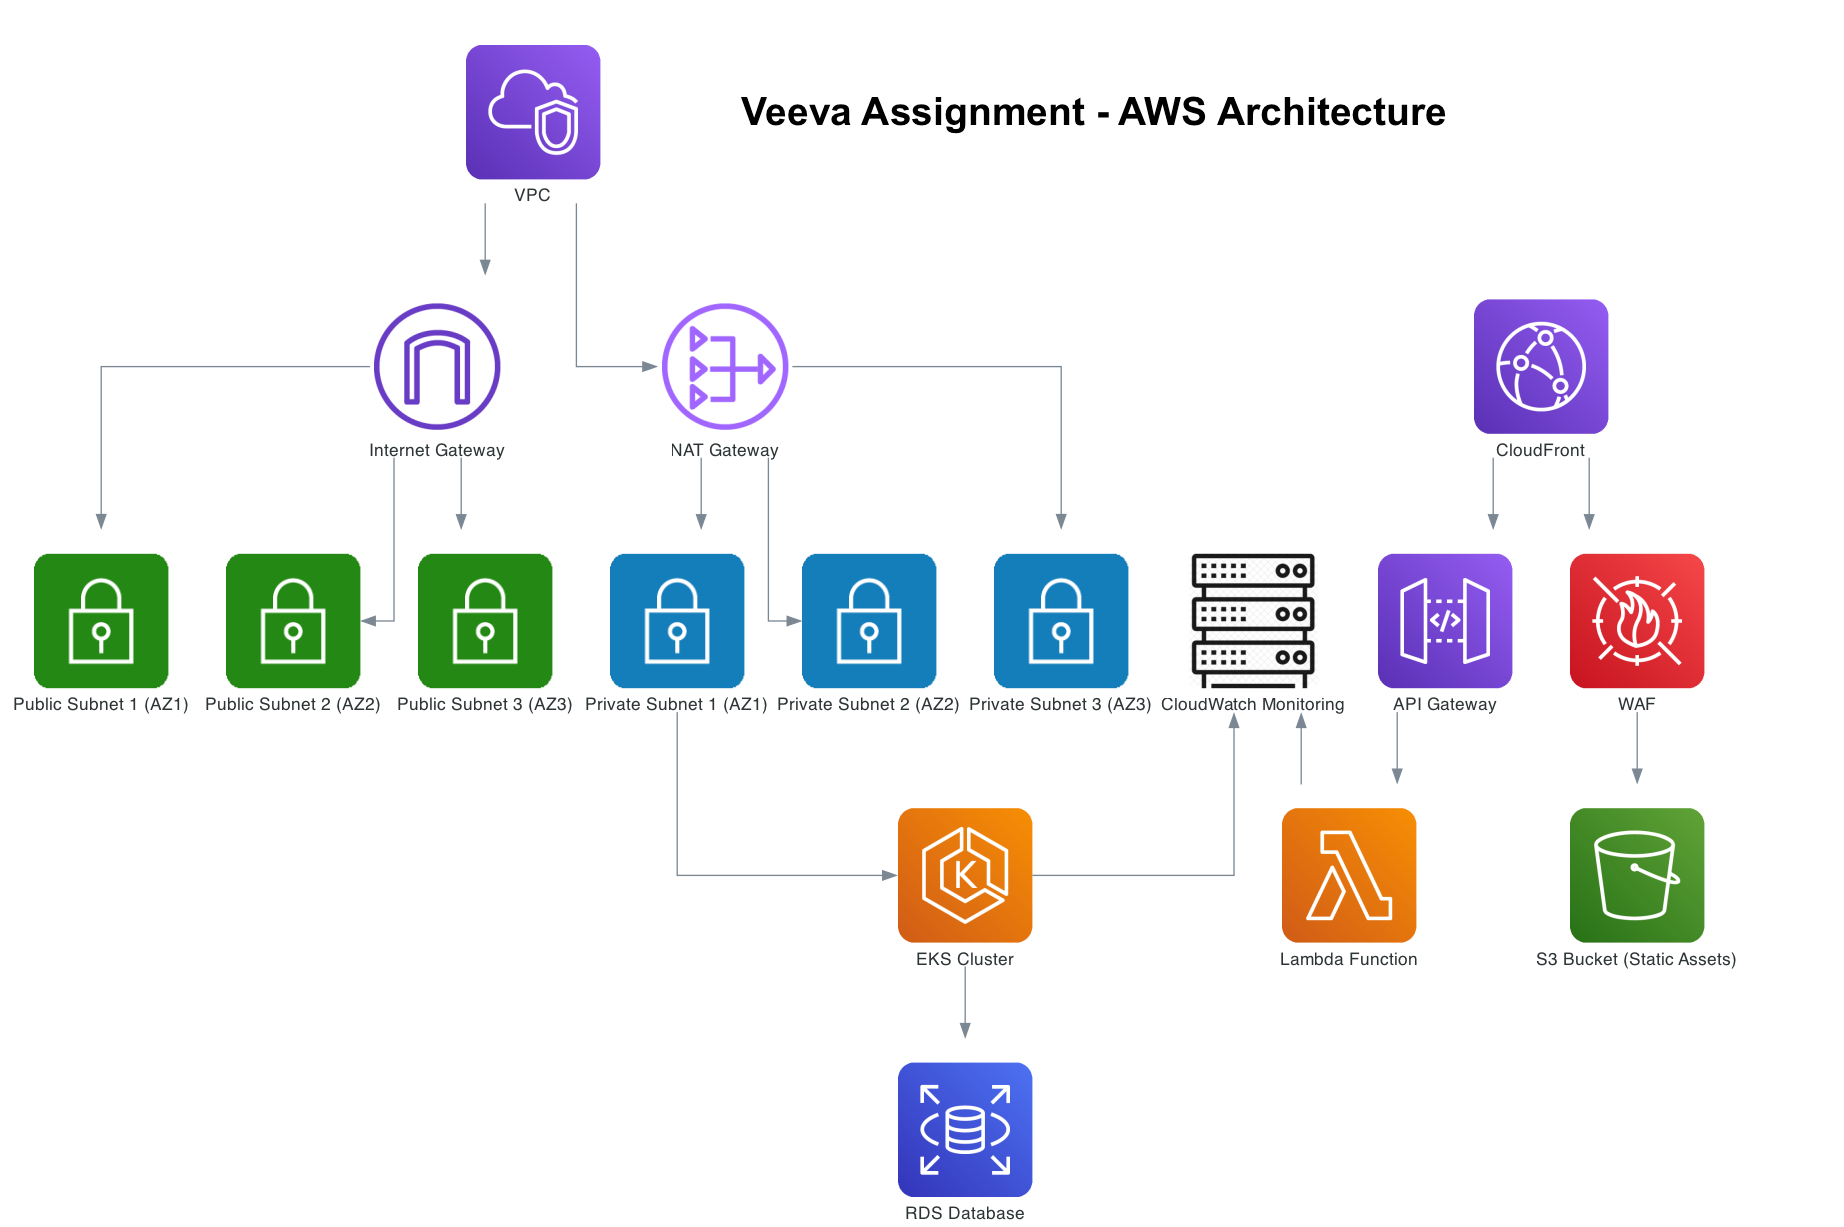 Veeva Assignment - AWS Architecture
VPC
Internet Gateway
NAT Gateway
CloudFront
Public Subnet 1 (AZ1)
Public Subnet 2 (AZ2)
Public Subnet 3 (AZ3)
Private Subnet 1 (AZ1)
Private Subnet 2 (AZ2)
Private Subnet 3 (AZ3)
CloudWatch Monitoring
API Gateway
WAF
EKS Cluster
Lambda Function
S3 Bucket (Static Assets)
RDS Database